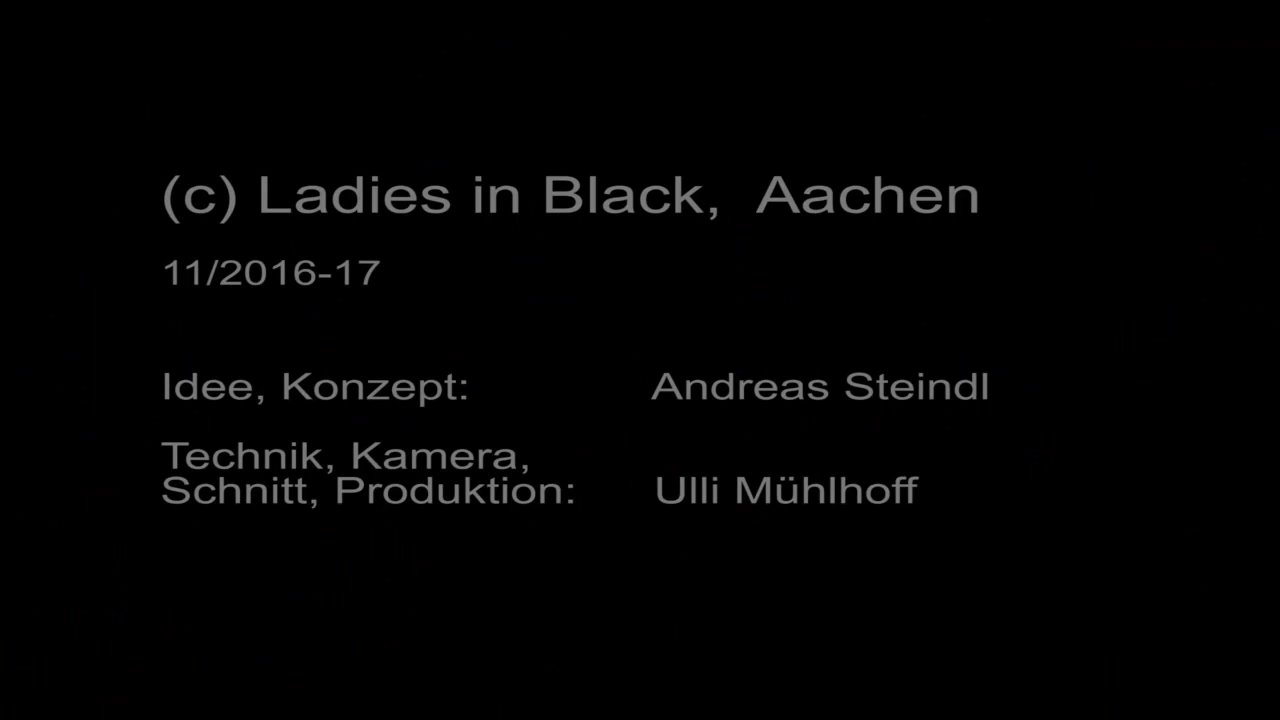 (c) Ladies in Black, Aachen
11/2016-17
Idee, Konzept: Andreas Steindl
Technik, Kamera,
Schnitt, Produktion: Ulli Mühlhoff